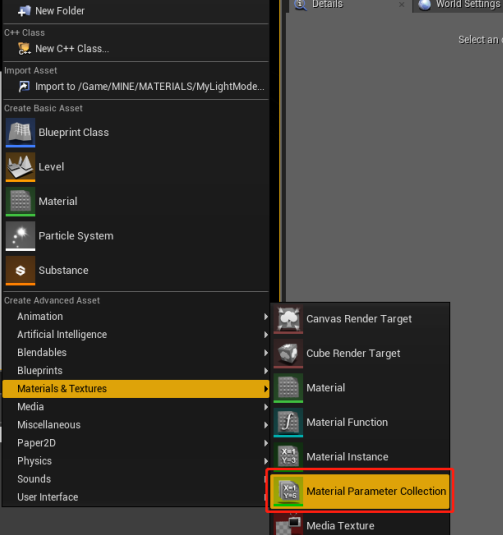 New Folder
Details
World Settings
C++ Class
New C++ Class...
Select an
Import Asset
Import to /Game/MINE/MATERIALS/MyLightMode...
Create Basic Asset
Blueprint Class
Level
Material
Particle System
Substance
Create Advanced Asset
Animation
Artificial Intelligence
Blendables
Blueprints
Materials & Textures
Media
Miscellaneous
Paper2D
Physics
Sounds
User Interface
Canvas Render Target
Cube Render Target
Material
Material Function
Material Instance
Material Parameter Collection
Media Texture